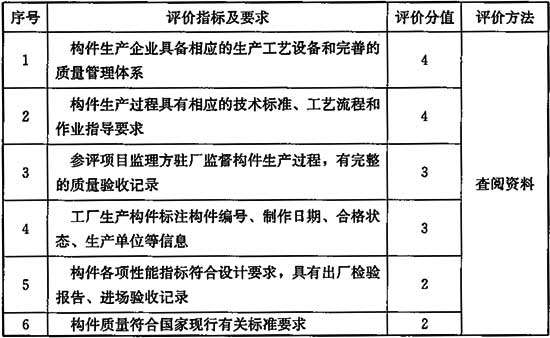 序号 评价指标及要求 评价分值 评价方法
1 构件生产企业具备相应的生产工艺设备和完善的
质量管理体系 4
2 构件生产过程具有相应的技术标准、工艺流程和
作业指导要求 4
3 参评项目监理方驻厂监督构件生产过程，有完整
的质量验收记录 3
查阅资料
4 工厂生产构件标注构件编号、制作日期、合格状
态、生产单位等信息 3
5 构件各项性能指标符合设计要求，具有出厂检验
报告、进场验收记录 2
6 构件质量符合国家现行有关标准要求 2